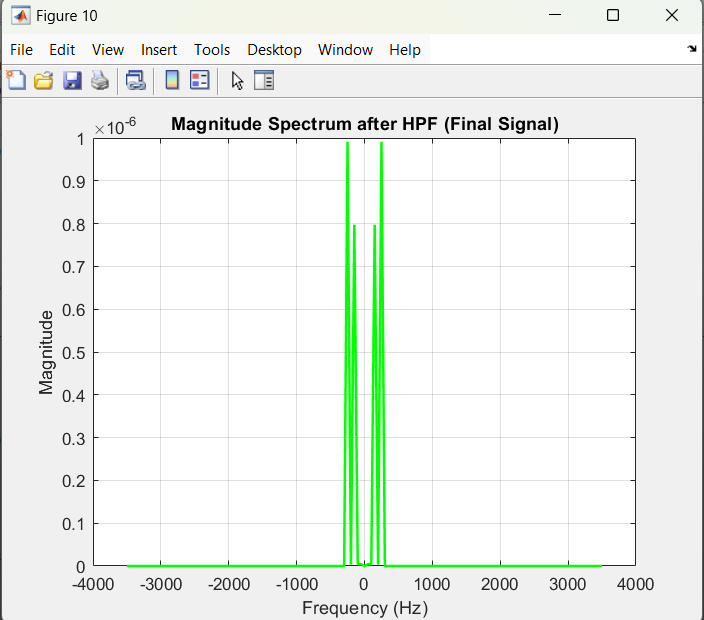 Figure 10
File Edit View Insert Tools Desktop Window Help
×10^-6
Magnitude Spectrum after HPF (Final Signal)
1
0.9
0.8
0.7
0.6
0.5
0.4
0.3
0.2
0.1
0
Magnitude
-4000 -3000 -2000 -1000 0 1000 2000 3000 4000
Frequency (Hz)